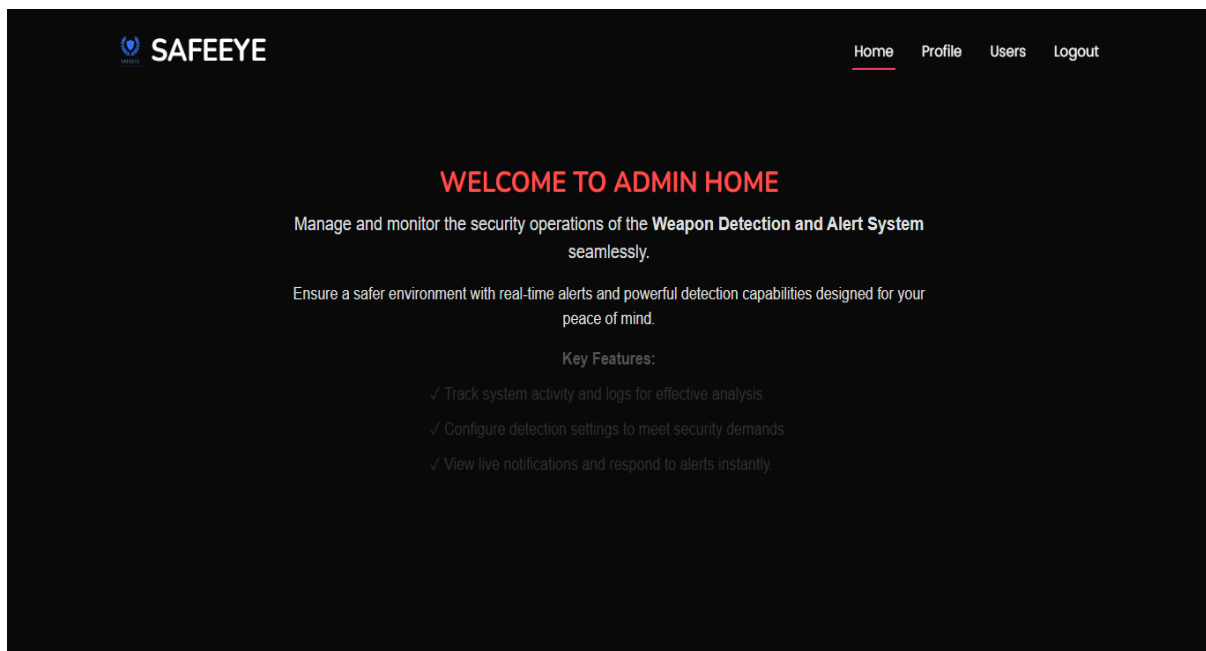 SAFEEYE
Home Profile Users Logout
WELCOME TO ADMIN HOME
Manage and monitor the security operations of the Weapon Detection and Alert System
seamlessly.
Ensure a safer environment with real-time alerts and powerful detection capabilities designed for your
peace of mind.
Key Features:
✓ Track system activity and logs for effective analysis.
✓ Configure detection settings to meet security demands.
✓ View live notifications and respond to alerts instantly.